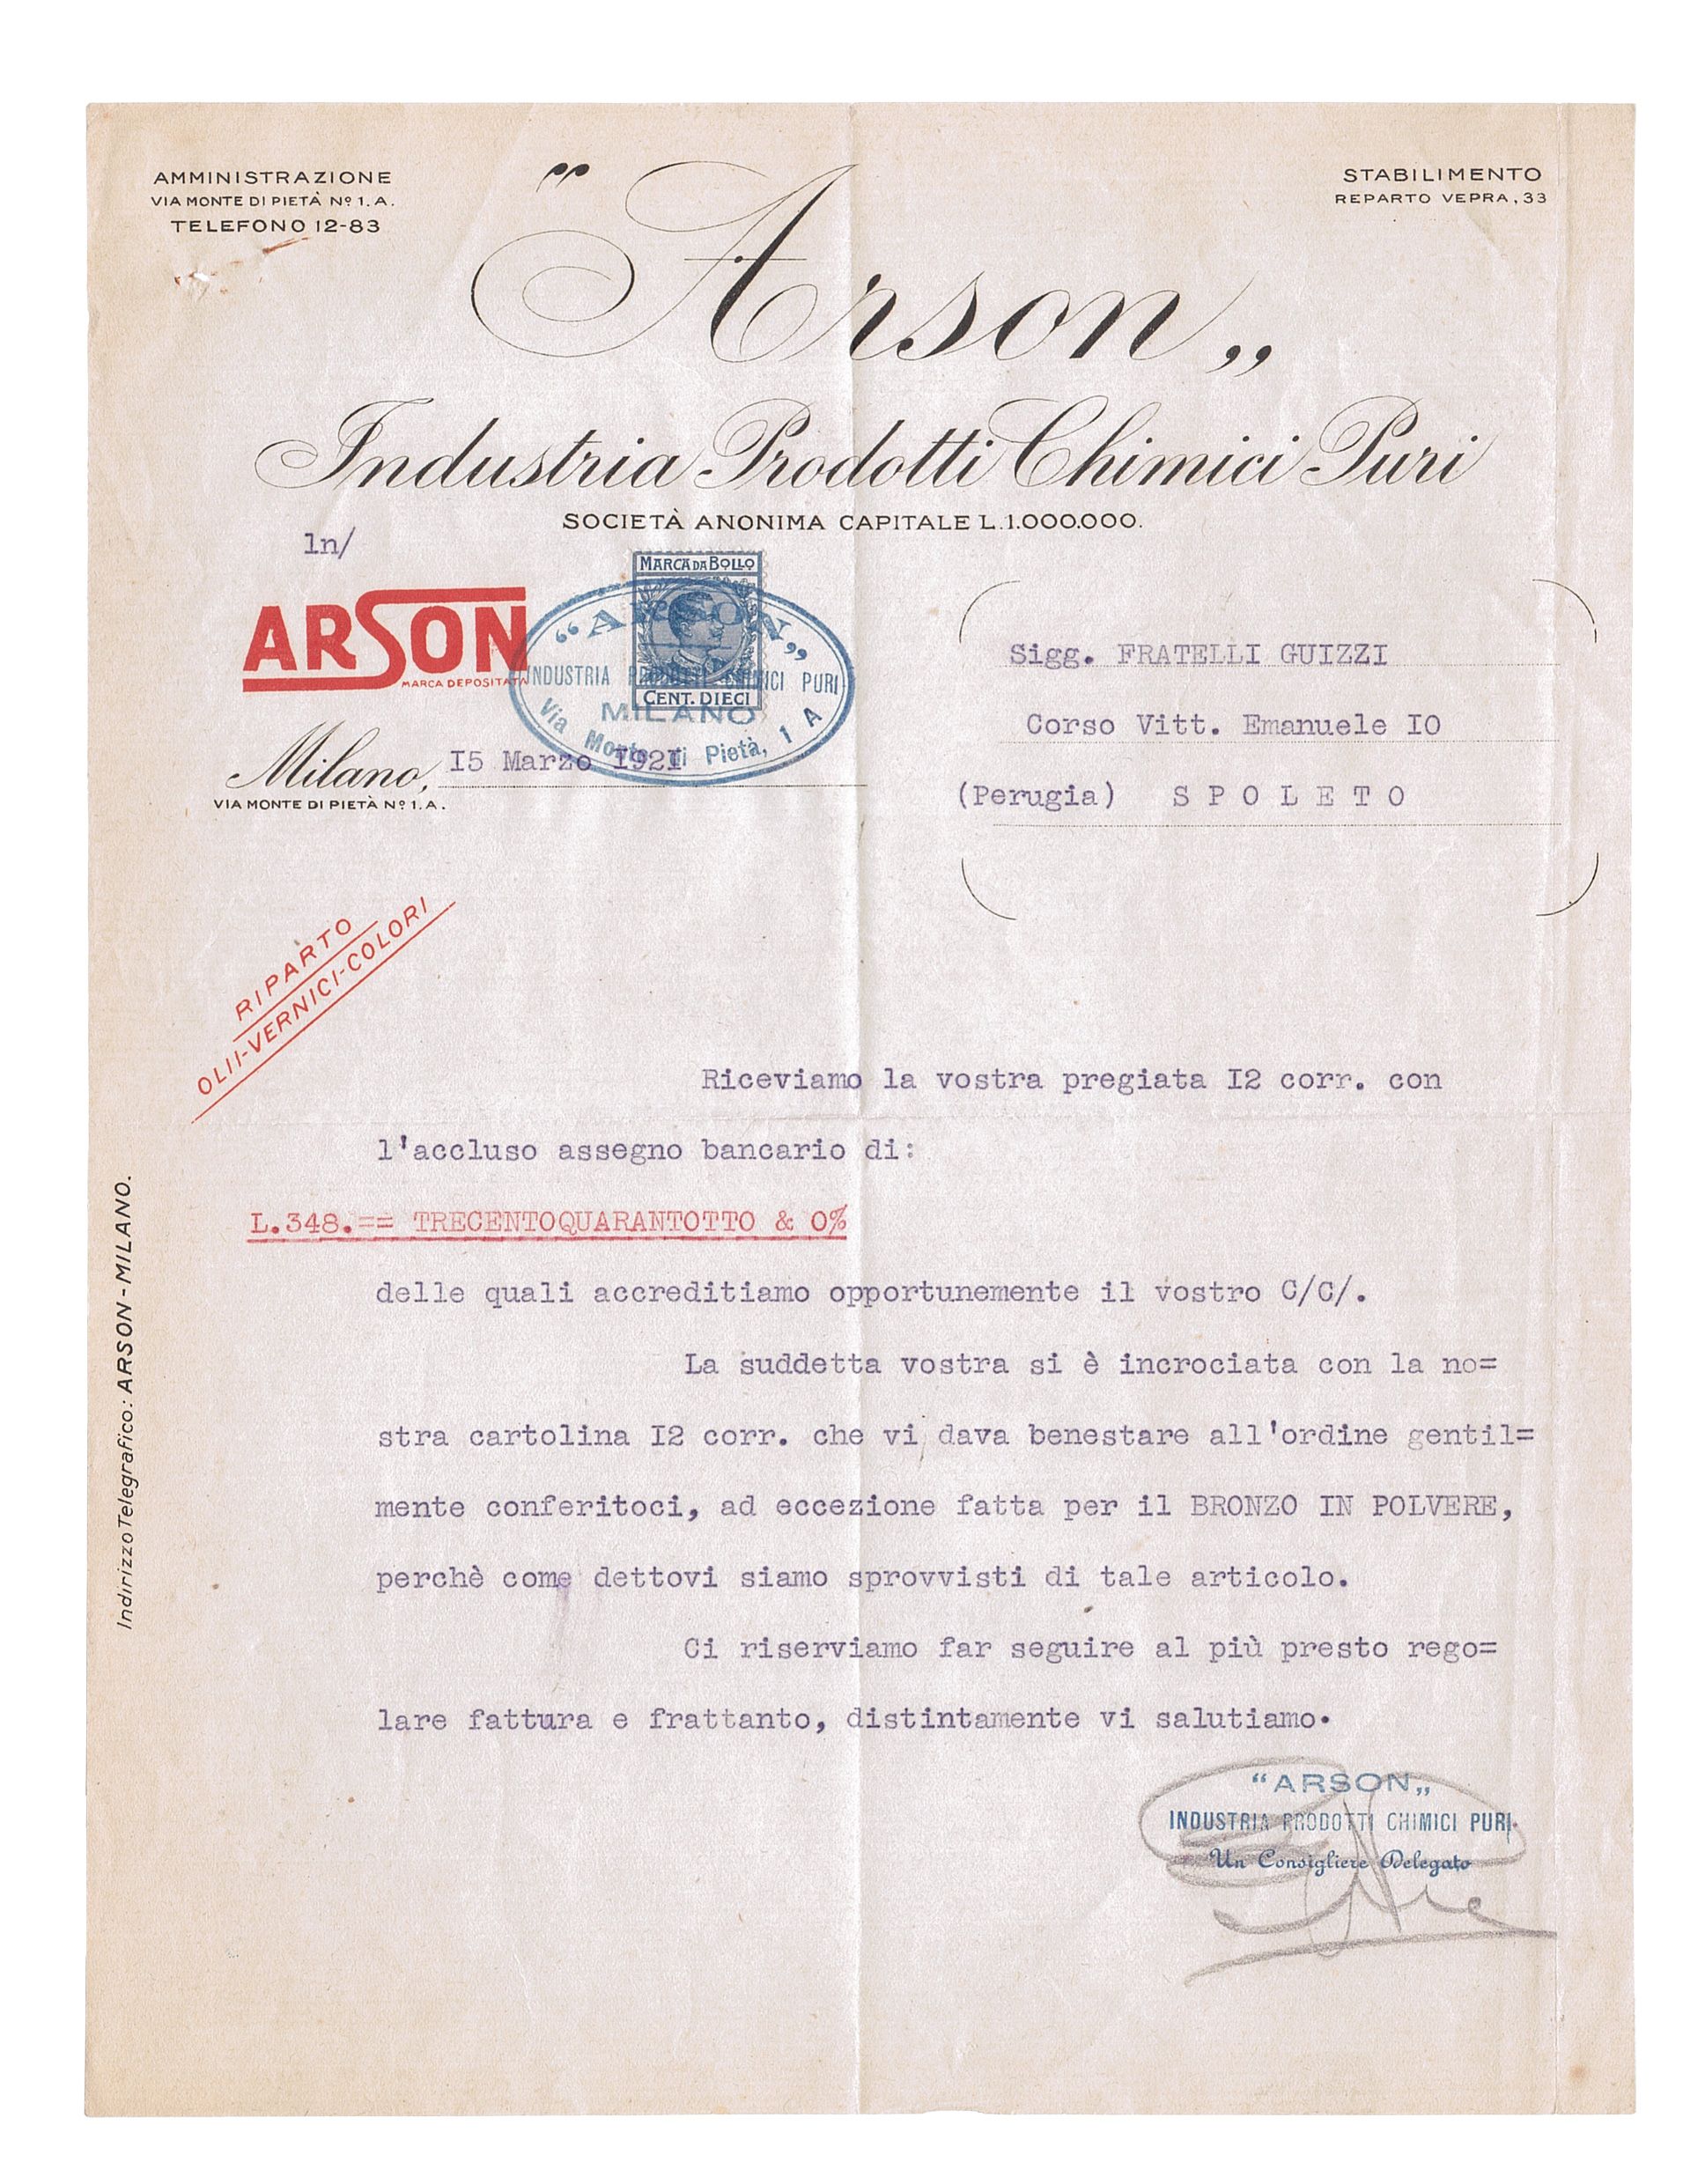 AMMINISTRAZIONE
VIA MONTE DI PIETÀ Nº 1. A.
TELEFONO 12-83
STABILIMENTO
REPARTO VEPRA, 33
“Arson„
Industria Prodotti Chimici Puri
SOCIETÀ ANONIMA CAPITALE L. 1.000.000.
ln/
ARSON
MARCA DEPOSITATA
MARCA DA BOLLO
CENT. DIECI
“ARSON„
INDUSTRIA PRODOTTI CHIMICI PURI
MILANO
Via Monte di Pietà, 1 A
Milano, I5 Marzo I92I
VIA MONTE DI PIETÀ Nº 1. A.
Sigg. FRATELLI GUIZZI
Corso Vitt. Emanuele IO
(Perugia) S P O L E T O
RIPARTO
OLII-VERNICI-COLORI
Riceviamo la vostra pregiata I2 corr. con
l'accluso assegno bancario di:
L.348.== TRECENTOQUARANTOTTO & 0%
delle quali accreditiamo opportunemente il vostro C/C/.
La suddetta vostra si è incrociata con la no=
stra cartolina I2 corr. che vi dava benestare all'ordine gentil=
mente conferitoci, ad eccezione fatta per il BRONZO IN POLVERE,
perchè come dettovi siamo sprovvisti di tale articolo.
Ci riserviamo far seguire al più presto rego=
lare fattura e frattanto, distintamente vi salutiamo.
“ARSON„
INDUSTRIA PRODOTTI CHIMICI PURI
Un Consigliere Delegato
Indirizzo Telegrafico: ARSON - MILANO.